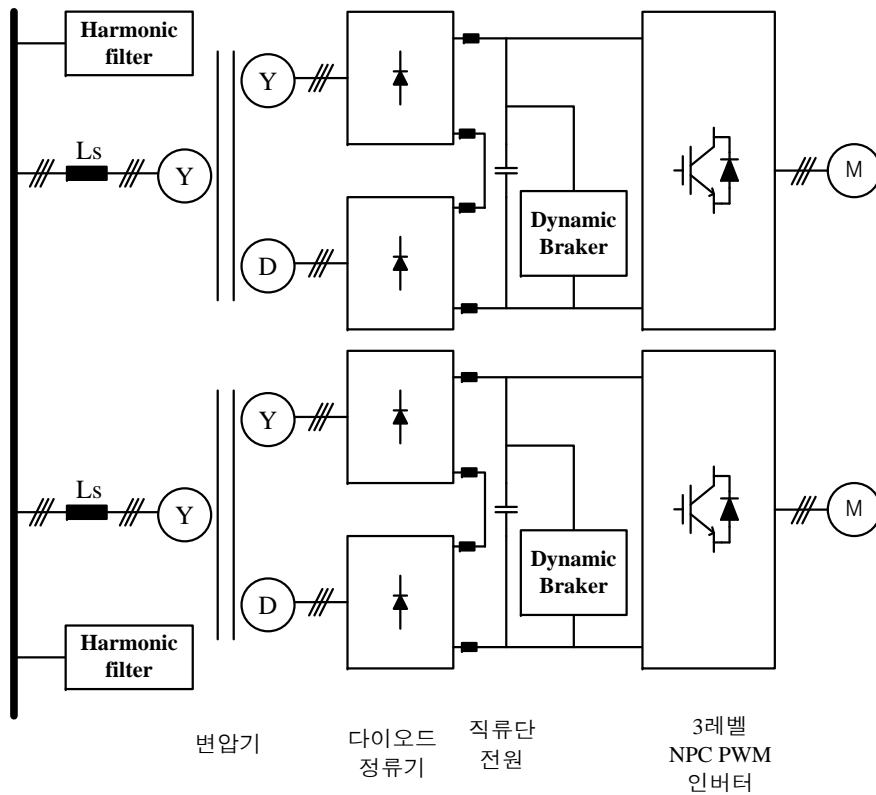 Harmonic
filter
Ls
Y
Y
D
Dynamic
Braker
M
Y
Ls
Y
D
Dynamic
Braker
M
Harmonic
filter
변압기
다이오드
정류기
직류단
전원
3레벨
NPC PWM
인버터